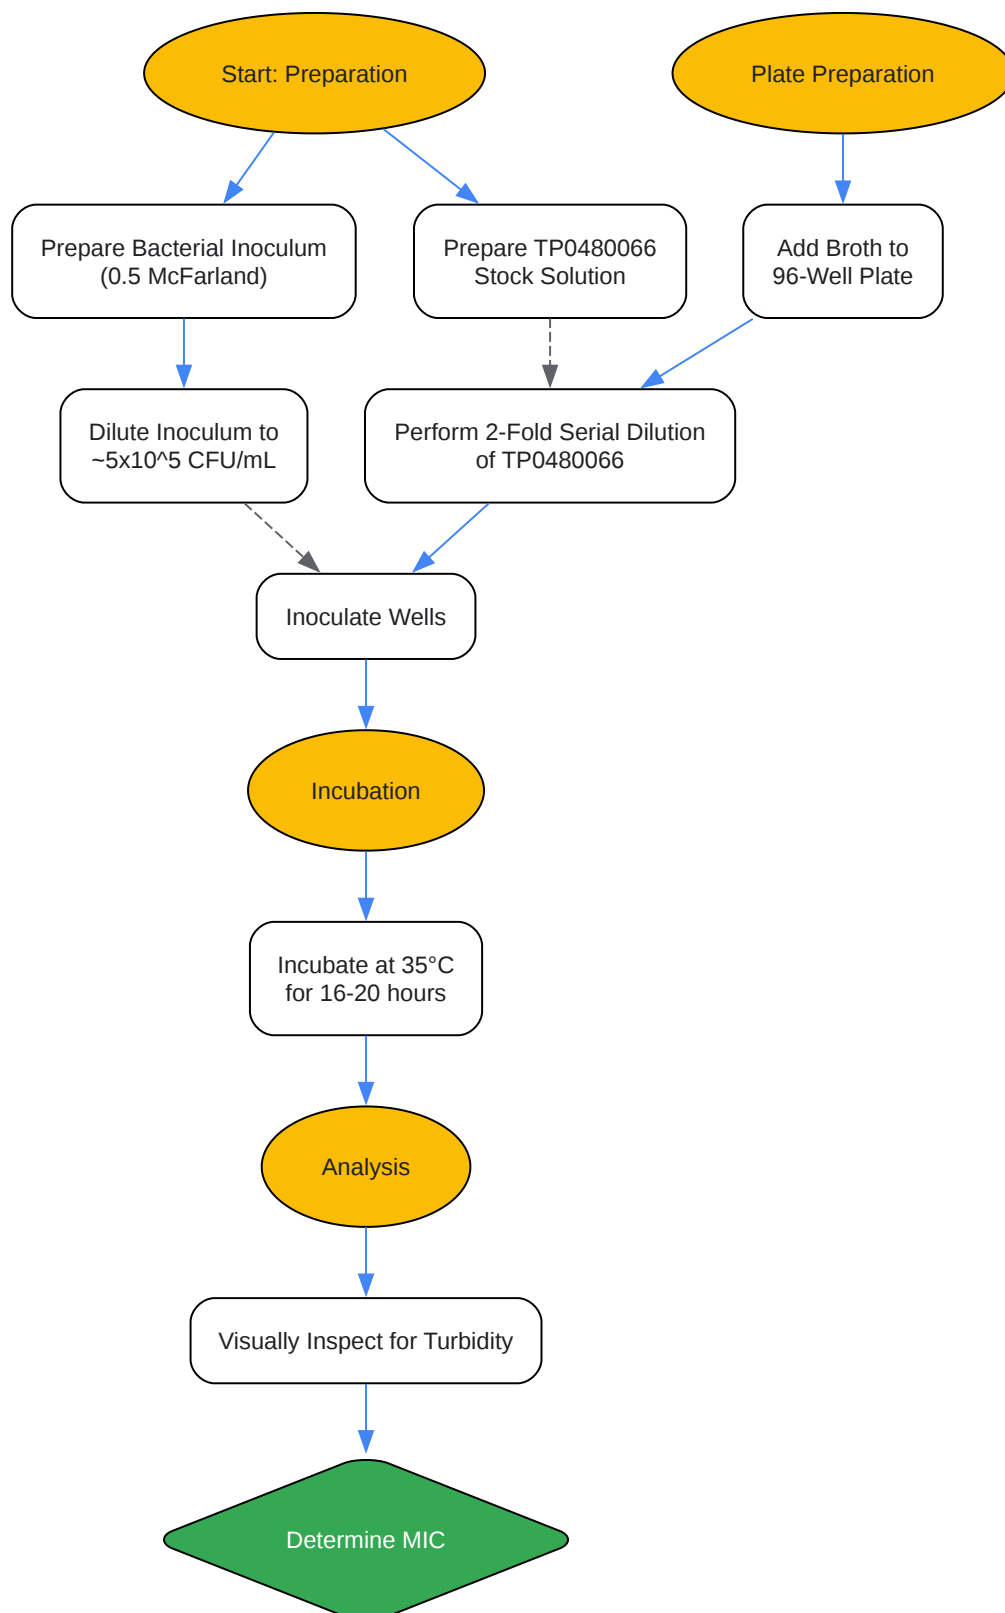 Start: Preparation
Plate Preparation
Prepare Bacterial Inoculum
(0.5 McFarland)
Prepare TP0480066
Stock Solution
Add Broth to
96-Well Plate
Dilute Inoculum to
~5x10^5 CFU/mL
Perform 2-Fold Serial Dilution
of TP0480066
Inoculate Wells
Incubation
Incubate at 35°C
for 16-20 hours
Analysis
Visually Inspect for Turbidity
Determine MIC